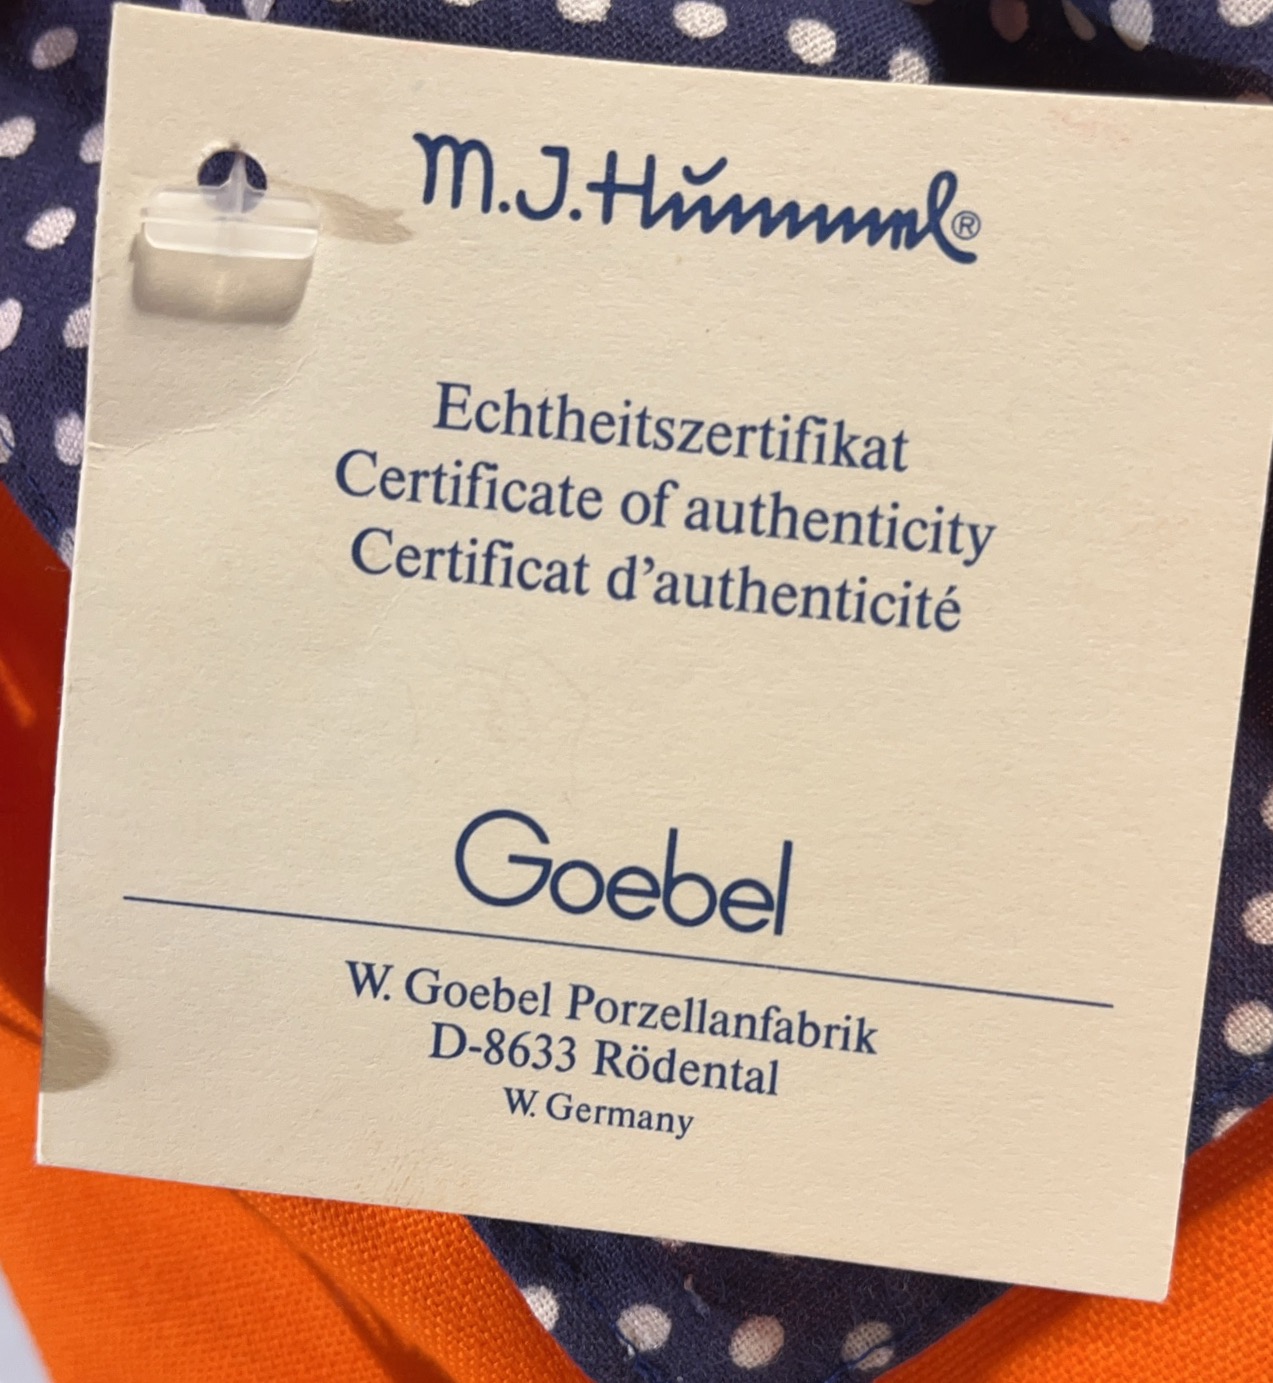 M.J.Hummel®
Echtheitszertifikat
Certificate of authenticity
Certificat d'authenticité
Goebel
W. Goebel Porzellanfabrik
D-8633 Rödental
W. Germany